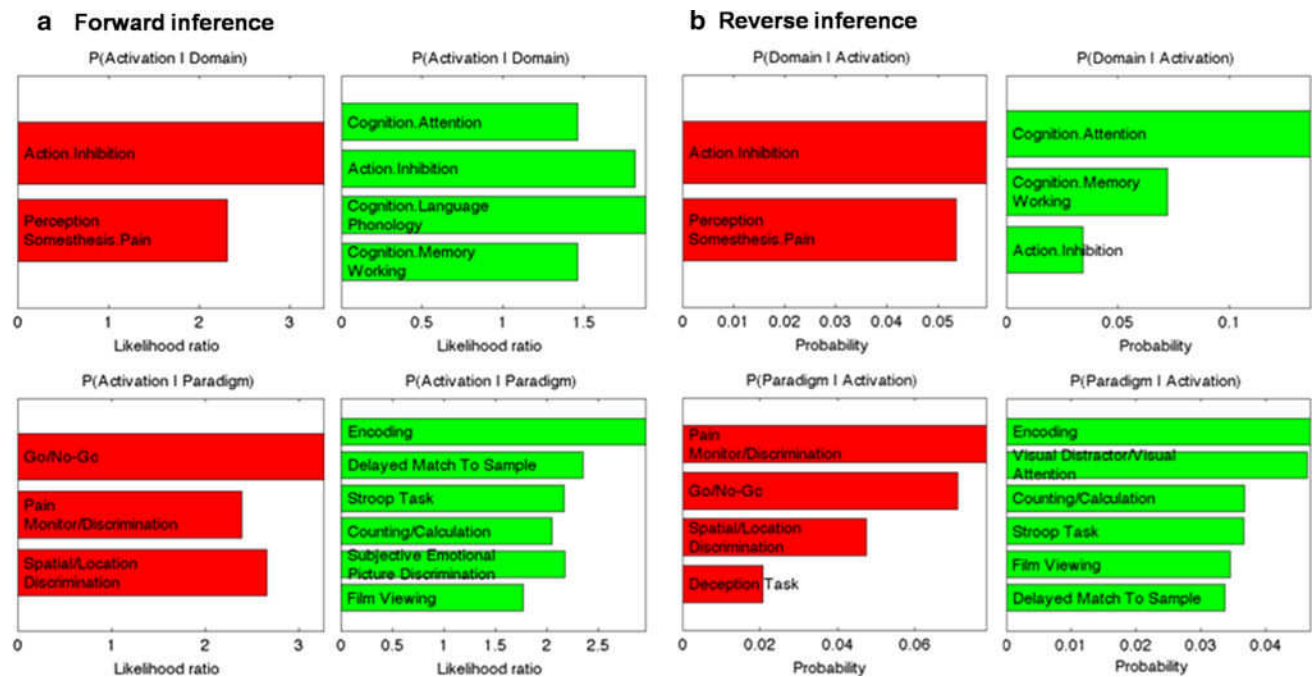 a Forward inference
b Reverse inference
P(Activation I Domain)
Action.Inhibition
Perception
Somesthesis.Pain
0 1 2 3
Likelihood ratio
P(Activation I Domain)
Cognition.Attention
Action.Inhibition
Cognition.Language
Phonology
Cognition.Memory
Working
0 0.5 1 1.5
Likelihood ratio
P(Domain I Activation)
Action.Inhibition
Perception
Somesthesis.Pain
0 0.01 0.02 0.03 0.04 0.05
Probability
P(Domain I Activation)
Cognition.Attention
Cognition.Memory
Working
Action.Inhibition
0 0.05 0.1
Probability
P(Activation I Paradigm)
Go/No-Go
Pain
Monitor/Discrimination
Spatial/Location
Discrimination
0 1 2 3
Likelihood ratio
P(Activation I Paradigm)
Encoding
Delayed Match To Sample
Stroop Task
Counting/Calculation
Subjective Emotional
Picture Discrimination
Film Viewing
0 0.5 1 1.5 2 2.5
Likelihood ratio
P(Paradigm I Activation)
Pain
Monitor/Discrimination
Go/No-Go
Spatial/Location
Discrimination
Deception Task
0 0.02 0.04 0.06
Probability
P(Paradigm I Activation)
Encoding
Visual Distractor/Visual
Attention
Counting/Calculation
Stroop Task
Film Viewing
Delayed Match To Sample
0 0.01 0.02 0.03 0.04
Probability